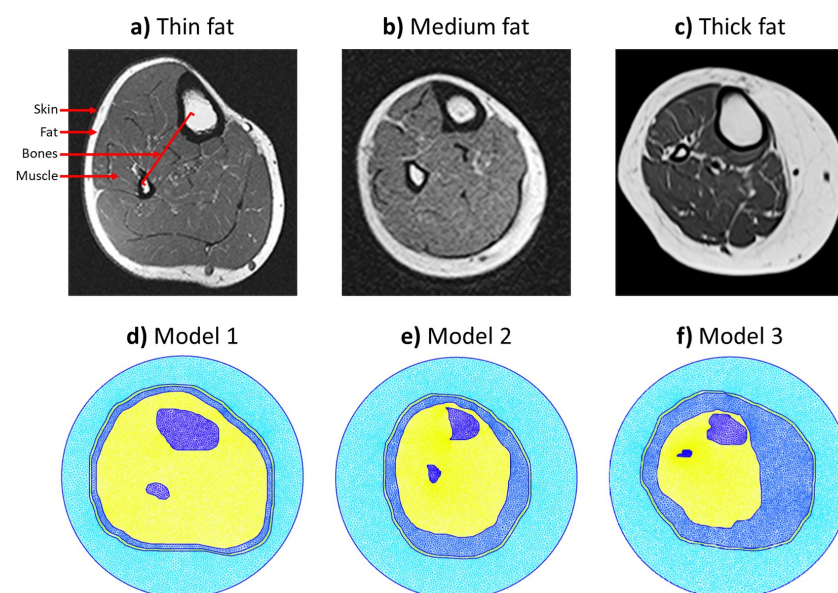 a) Thin fat
b) Medium fat
c) Thick fat
Skin
Fat
Bones
Muscle
d) Model 1
e) Model 2
f) Model 3